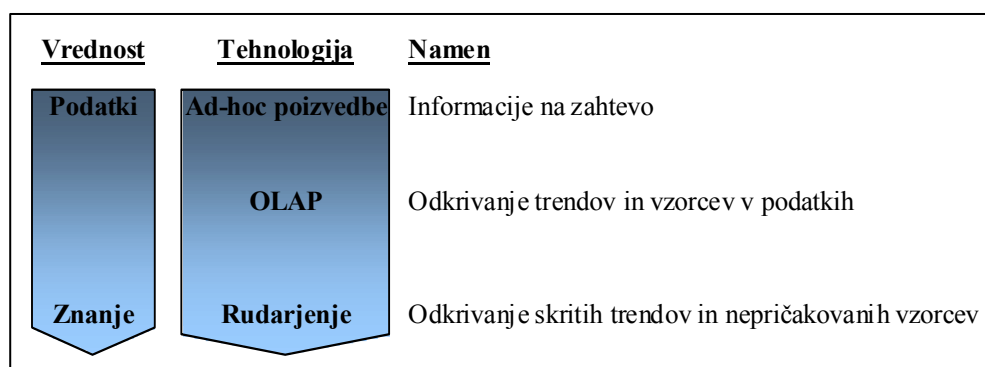 Vrednost Tehnologija Namen
Podatki Ad-hoc poizvedbe Informacije na zahtevo
OLAP Odkrivanje trendov in vzorcev v podatkih
Znanje Rudarjenje Odkrivanje skritih trendov in nepričakovanih vzorcev